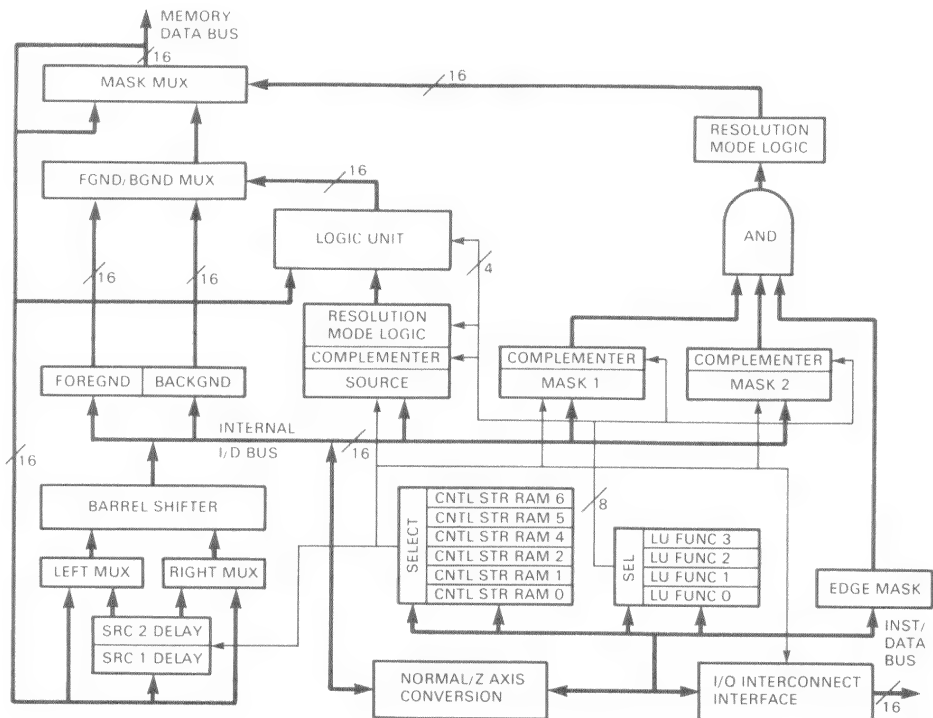 MEMORY
DATA BUS
16
16
MASK MUX
RESOLUTION
MODE LOGIC
16
FGND/BGND MUX
AND
LOGIC UNIT
4
16
16
RESOLUTION
MODE LOGIC
COMPLEMENTER
SOURCE
COMPLEMENTER
MASK 1
COMPLEMENTER
MASK 2
FOREGND
BACKGND
INTERNAL
I/D BUS
16
16
BARREL SHIFTER
8
SELECT
CNTL STR RAM 6
CNTL STR RAM 5
CNTL STR RAM 4
CNTL STR RAM 2
CNTL STR RAM 1
CNTL STR RAM 0
SEL
LU FUNC 3
LU FUNC 2
LU FUNC 1
LU FUNC 0
LEFT MUX
RIGHT MUX
EDGE MASK
SRC 2 DELAY
SRC 1 DELAY
INST/
DATA
BUS
NORMAL/Z AXIS
CONVERSION
I/O INTERCONNECT
INTERFACE
16